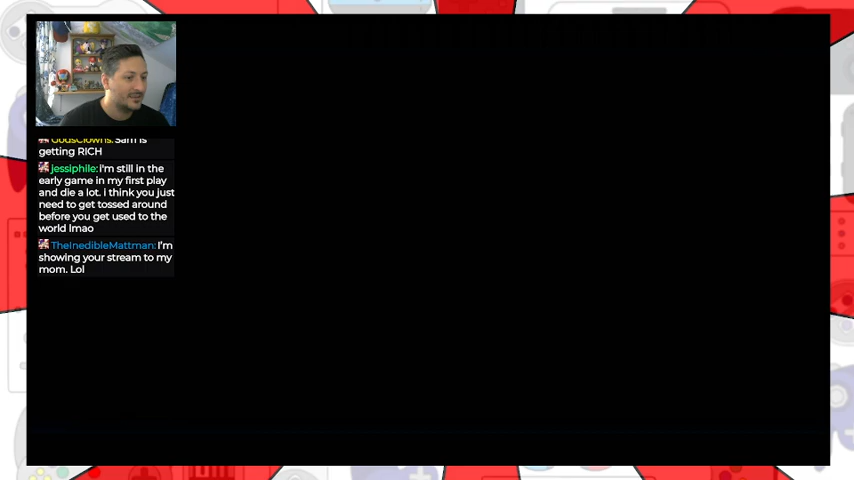 GodsClowns: Sam is
getting RICH
jessiphile: i'm still in the
early game in my first play
and die a lot. i think you just
need to get tossed around
before you get used to the
world lmao
TheInedibleMattman: I'm
showing your stream to my
mom. Lol